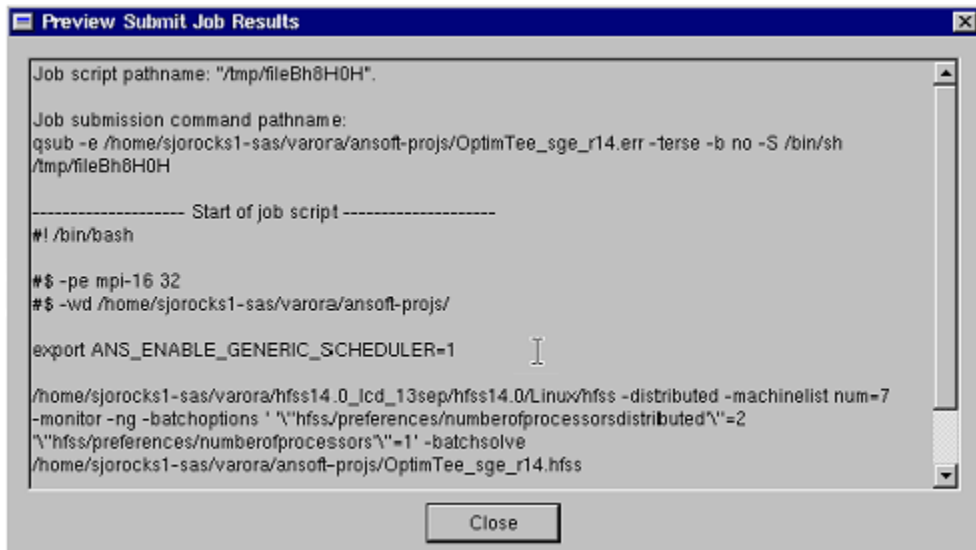 Preview Submit Job Results
Job script pathname: "/tmp/fileBh8H0H".
Job submission command pathname:
qsub -e /home/sjorocks1-sas/varora/ansoft-projs/OptimTee_sge_r14.err -terse -b no -S /bin/sh
/tmp/fileBh8H0H
-------------------- Start of job script --------------------
#! /bin/bash
#$ -pe mpi-16 32
#$ -wd /home/sjorocks1-sas/varora/ansoft-projs/
export ANS_ENABLE_GENERIC_SCHEDULER=1
/home/sjorocks1-sas/varora/hfss14.0_lcd_13sep/hfss14.0/Linux/hfss -distributed -machinelist num=7
-monitor -ng -batchoptions ' '\"'hfss/preferences/numberofprocessorsdistributed'\"'=2
'\"'hfss/preferences/numberofprocessors'\"'=1' -batchsolve
/home/sjorocks1-sas/varora/ansoft-projs/OptimTee_sge_r14.hfss
Close